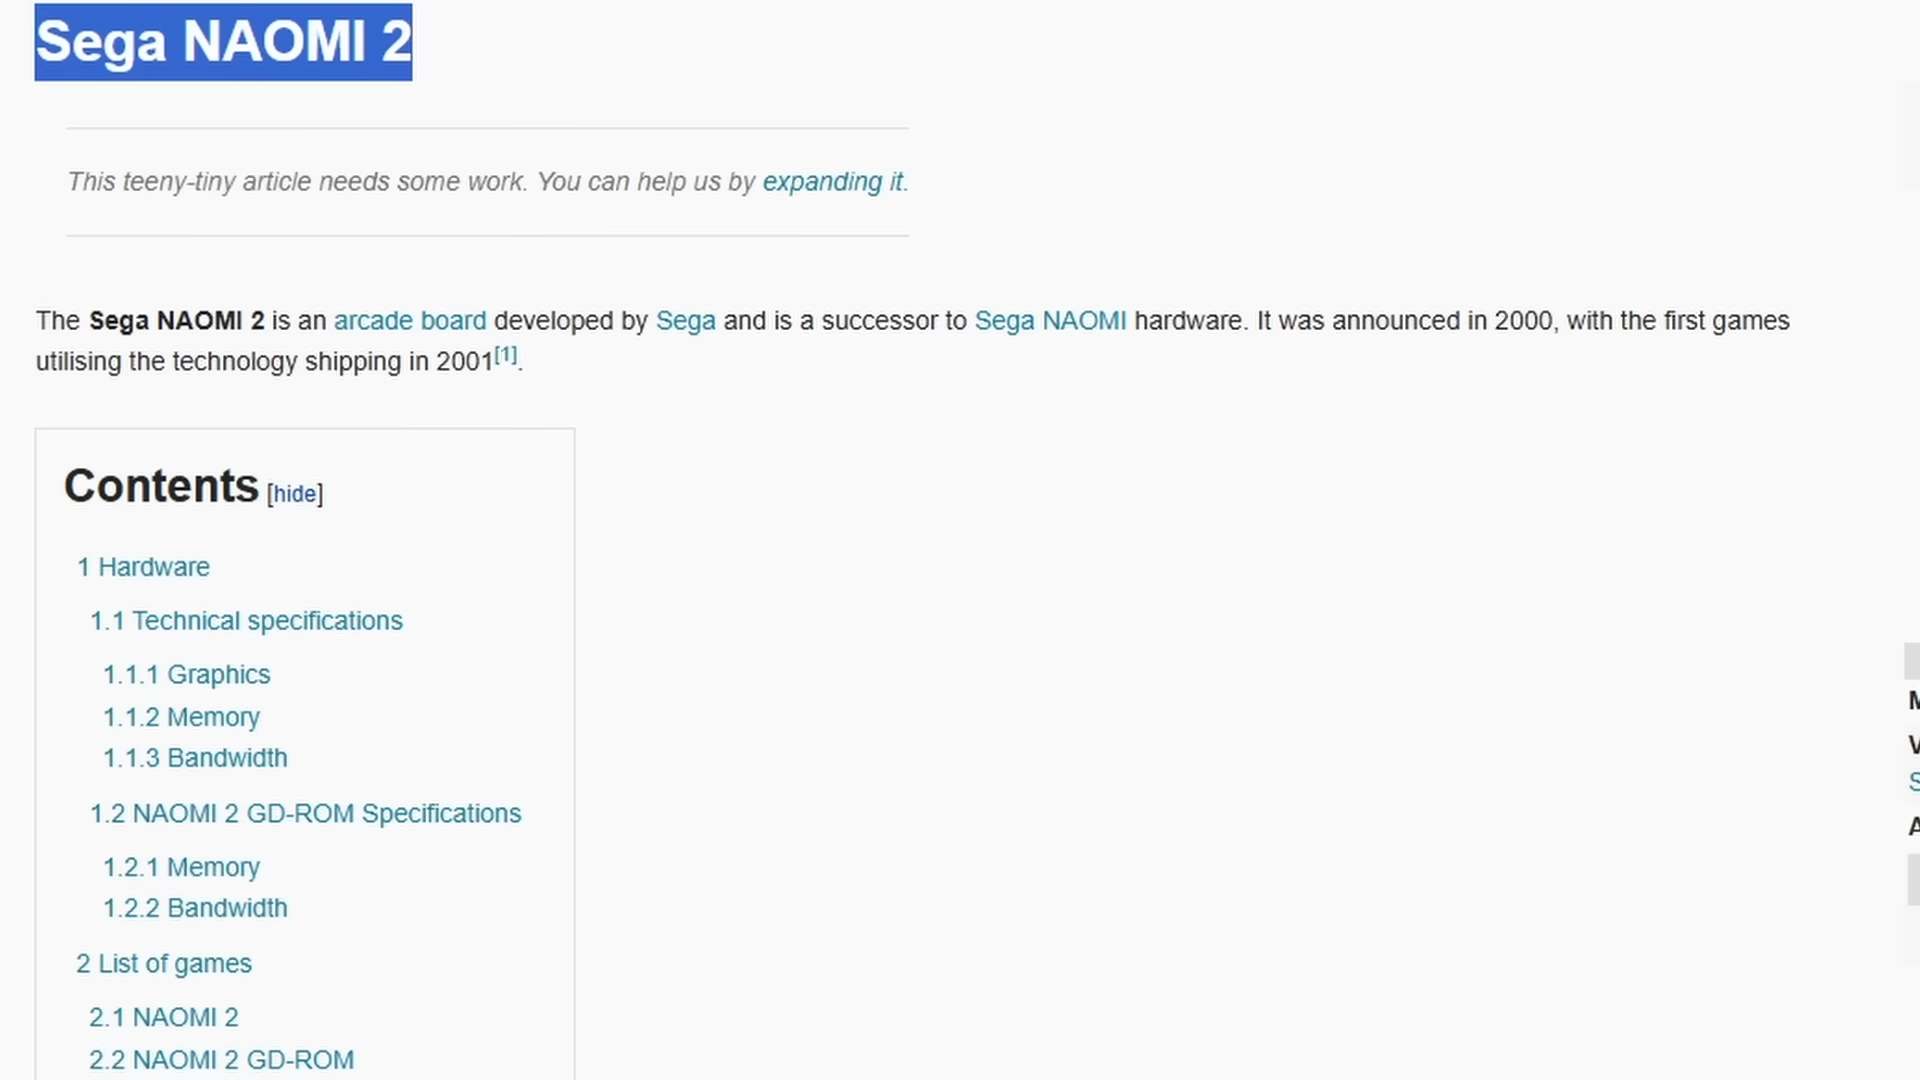 Sega NAOMI 2
This teeny-tiny article needs some work. You can help us by expanding it.
The Sega NAOMI 2 is an arcade board developed by Sega and is a successor to Sega NAOMI hardware. It was announced in 2000, with the first games
utilising the technology shipping in 2001[1].
Contents [hide]
1 Hardware
1.1 Technical specifications
1.1.1 Graphics
1.1.2 Memory
1.1.3 Bandwidth
1.2 NAOMI 2 GD-ROM Specifications
1.2.1 Memory
1.2.2 Bandwidth
2 List of games
2.1 NAOMI 2
2.2 NAOMI 2 GD-ROM